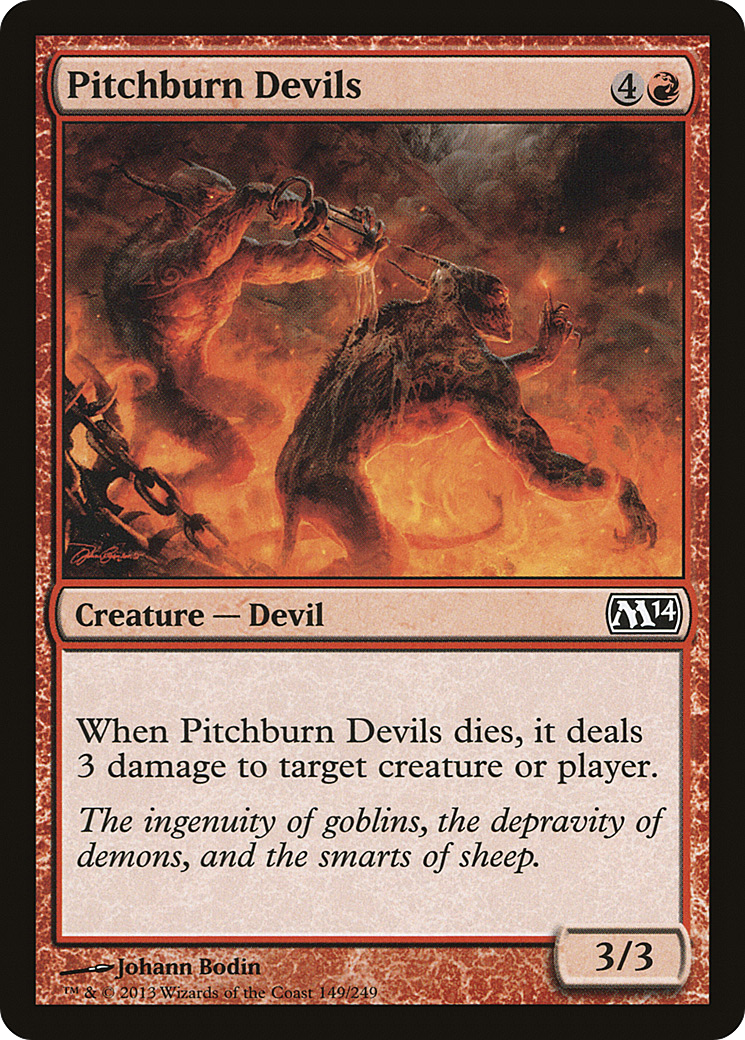 Pitchburn Devils 4
Creature — Devil M14
When Pitchburn Devils dies, it deals
3 damage to target creature or player.
The ingenuity of goblins, the depravity of
demons, and the smarts of sheep.
3/3
Johann Bodin
™ & © 2013 Wizards of the Coast 149/249